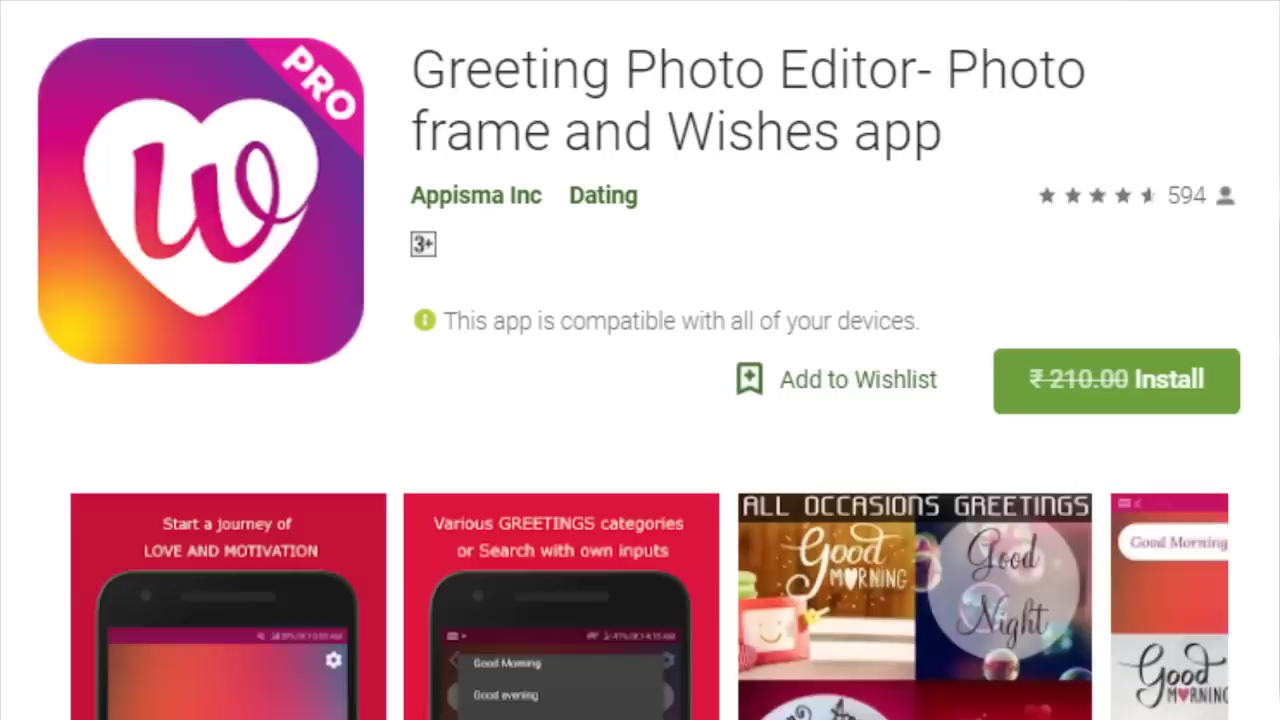 PRO
W
Greeting Photo Editor- Photo
frame and Wishes app
Appisma Inc Dating
594
3+
This app is compatible with all of your devices.
Add to Wishlist
₹ 210.00 Install
Start a journey of
LOVE AND MOTIVATION
Various GREETINGS categories
or Search with own inputs
Good Morning
Good evening
ALL OCCASIONS GREETINGS
Good
MORNING
Good
Night
Good Morning
Good
MORNING